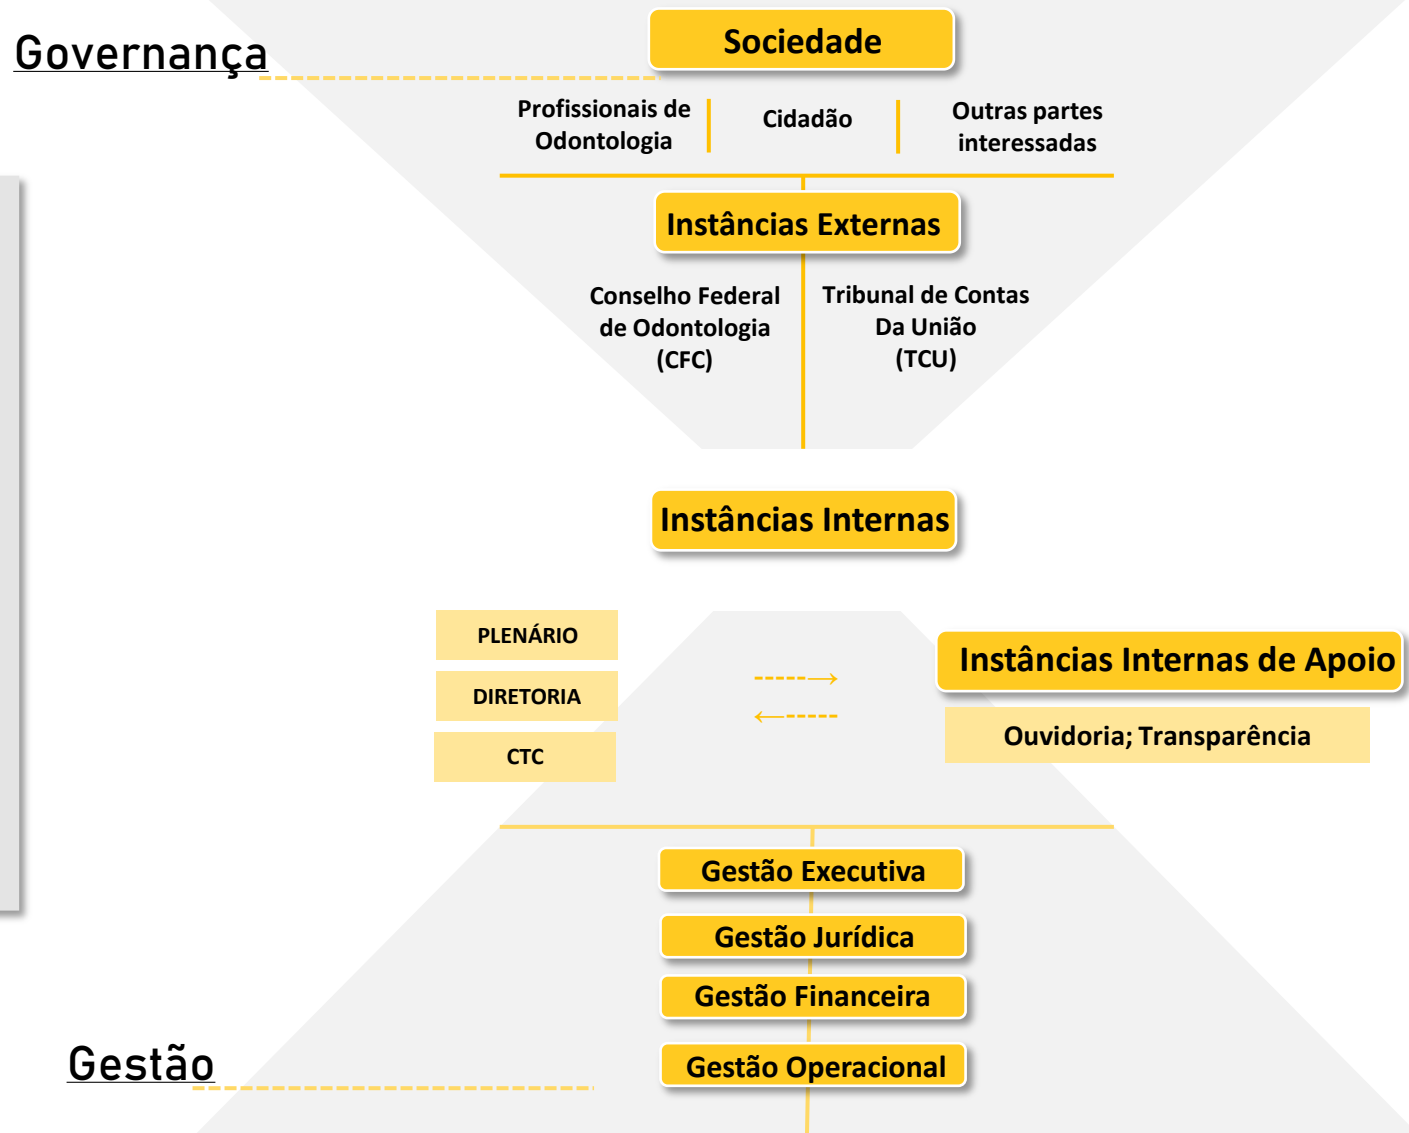 Governança
Sociedade
Profissionais de
Odontologia
Cidadão
Outras partes
interessadas
Instâncias Externas
Conselho Federal
de Odontologia
(CFC)
Tribunal de Contas
Da União
(TCU)
Instâncias Internas
PLENÁRIO
DIRETORIA
CTC
Instâncias Internas de Apoio
Ouvidoria; Transparência
Gestão Executiva
Gestão Jurídica
Gestão Financeira
Gestão Operacional
Gestão